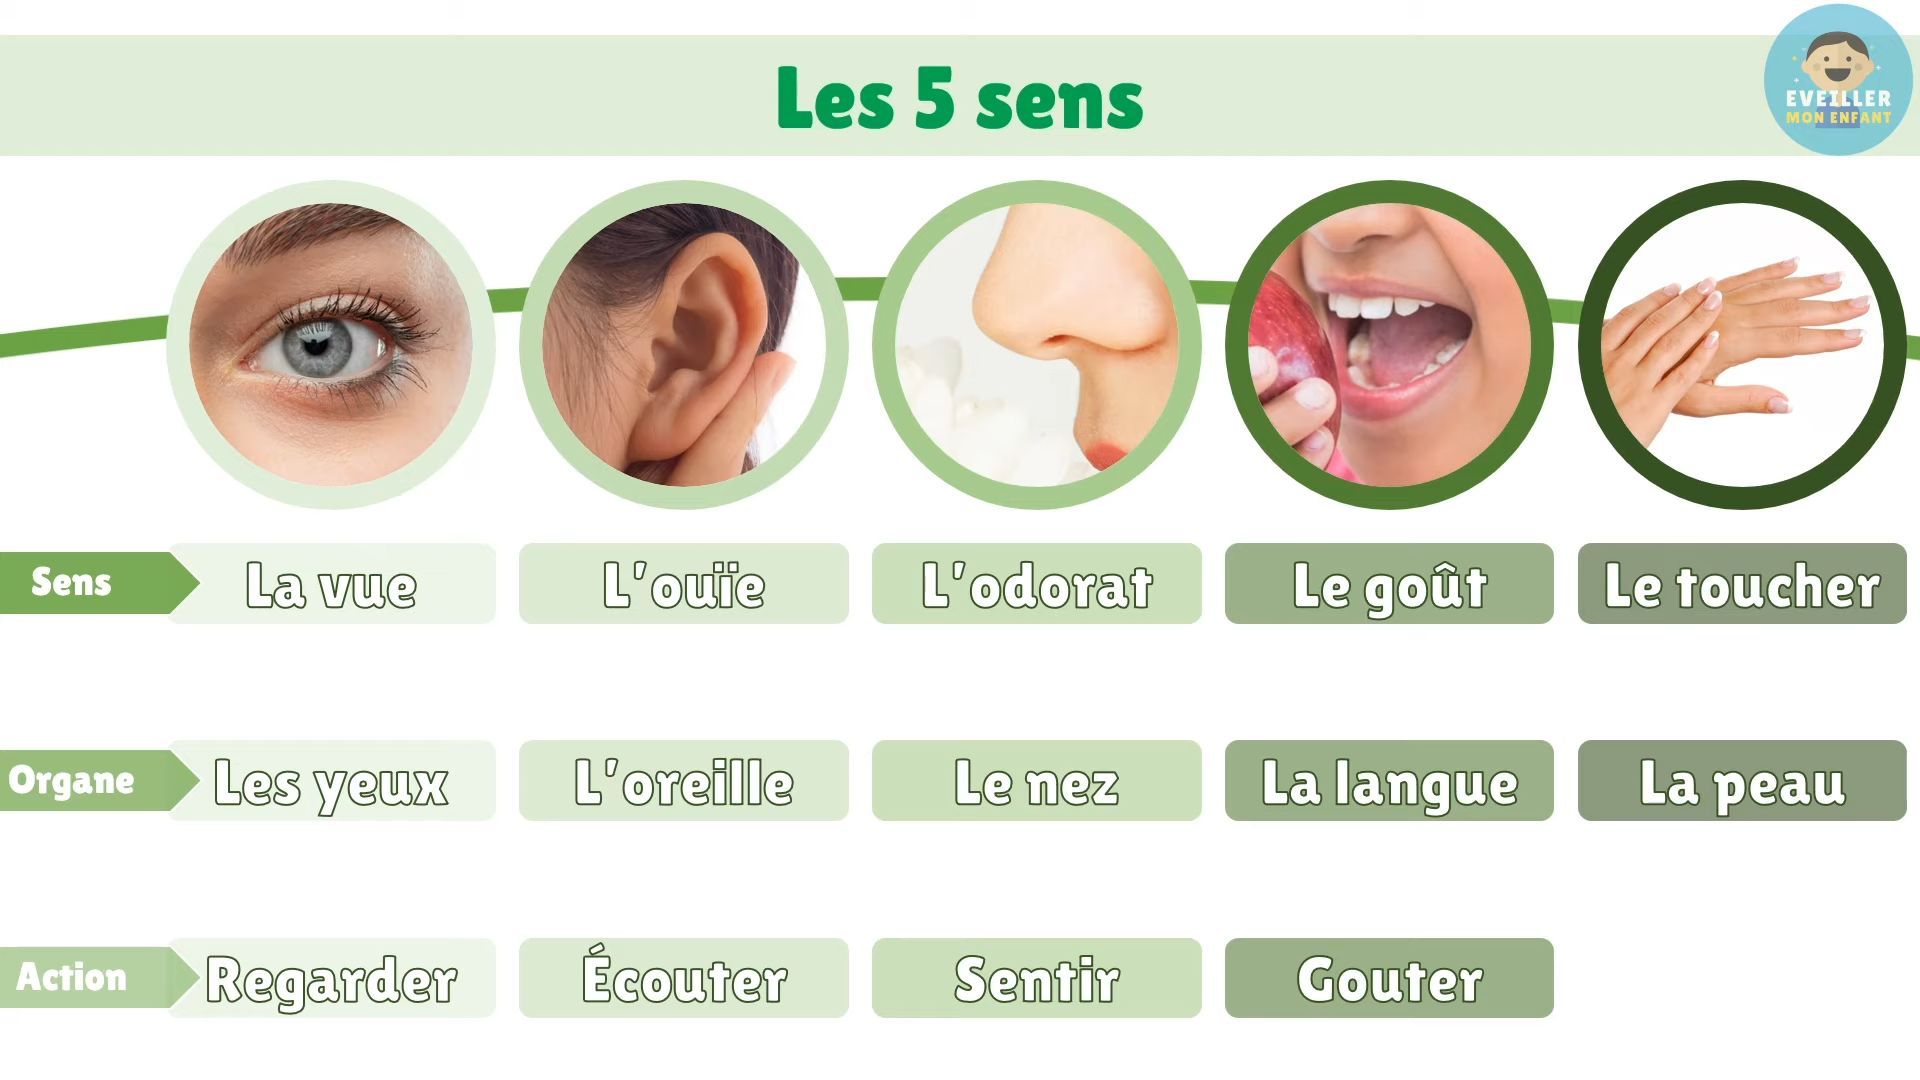 Les 5 sens
EVEILLER
MON ENFANT
Sens
La vue
L'ouïe
L'odorat
Le goût
Le toucher
Organe
Les yeux
L'oreille
Le nez
La langue
La peau
Action
Regarder
Écouter
Sentir
Gouter